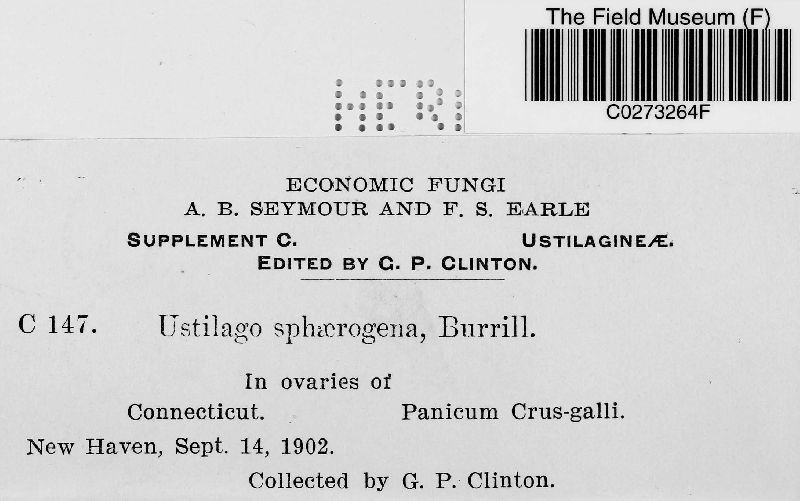 The Field Museum (F)
HERI
C0273264F
ECONOMIC FUNGI
A. B. SEYMOUR AND F. S. EARLE
SUPPLEMENT C. USTILAGINEÆ.
EDITED BY G. P. CLINTON.
C 147. Ustilago sphærogena, Burrill.
In ovaries of
Connecticut. Panicum Crus-galli.
New Haven, Sept. 14, 1902.
Collected by G. P. Clinton.